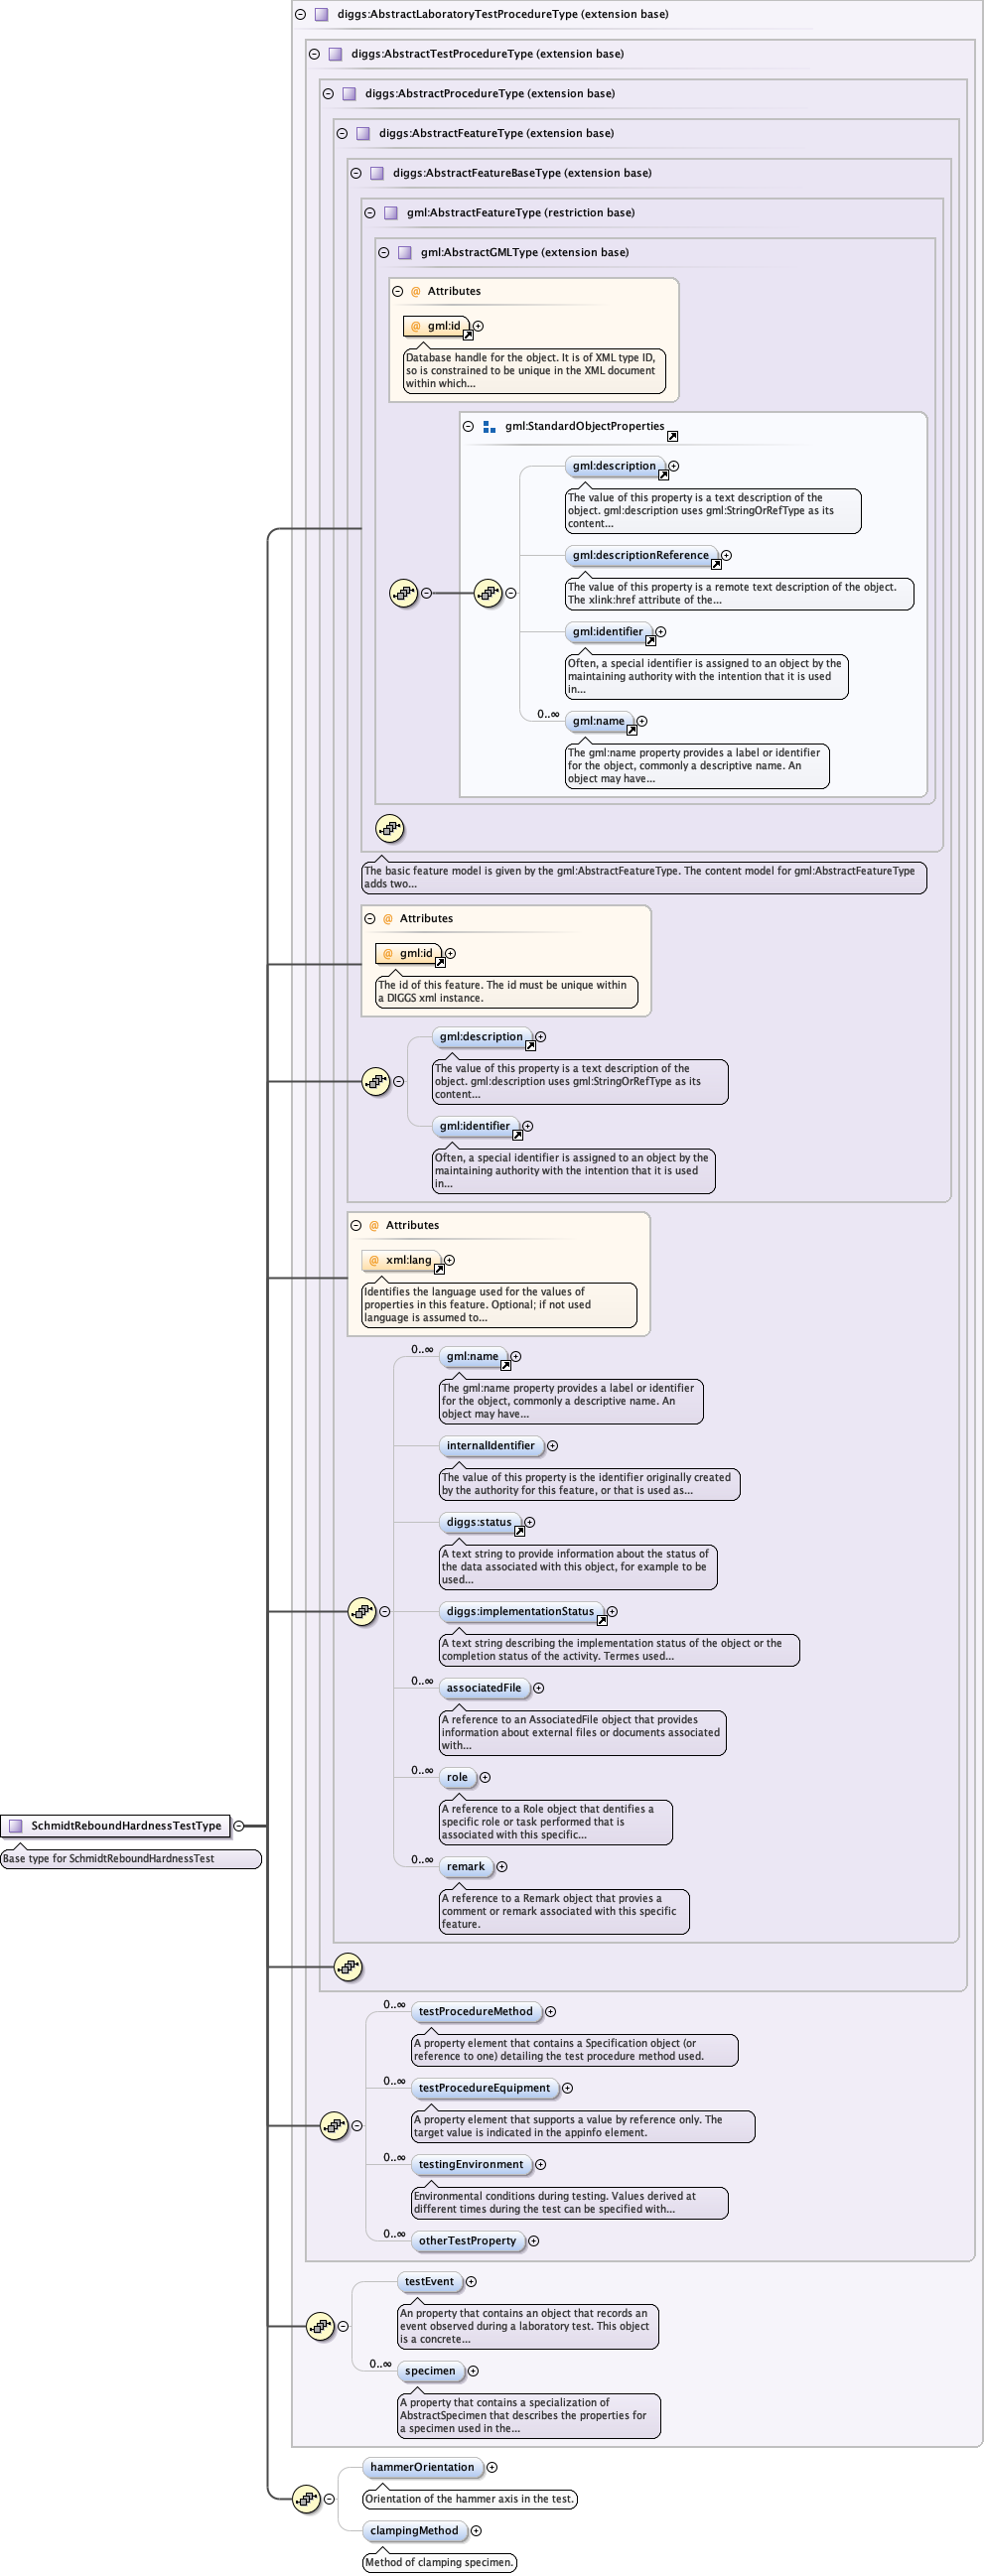 diggs:AbstractLaboratoryTestProcedureType (extension base)
diggs:AbstractTestProcedureType (extension base)
diggs:AbstractProcedureType (extension base)
diggs:AbstractFeatureType (extension base)
diggs:AbstractFeatureBaseType (extension base)
gml:AbstractFeatureType (restriction base)
gml:AbstractGMLType (extension base)
@ Attributes
@ gml:id
Database handle for the object. It is of XML type ID,
so is constrained to be unique in the XML document
within which...
gml:StandardObjectProperties
gml:description
The value of this property is a text description of the
object. gml:description uses gml:StringOrRefType as its
content...
gml:descriptionReference
The value of this property is a remote text description of the object.
The xlink:href attribute of the...
gml:identifier
Often, a special identifier is assigned to an object by the
maintaining authority with the intention that it is used
in...
0..∞
gml:name
The gml:name property provides a label or identifier
for the object, commonly a descriptive name. An
object may have...
The basic feature model is given by the gml:AbstractFeatureType. The content model for gml:AbstractFeatureType
adds two...
@ Attributes
@ gml:id
The id of this feature. The id must be unique within
a DIGGS xml instance.
gml:description
The value of this property is a text description of the
object. gml:description uses gml:StringOrRefType as its
content...
gml:identifier
Often, a special identifier is assigned to an object by the
maintaining authority with the intention that it is used
in...
@ Attributes
@ xml:lang
Identifies the language used for the values of
properties in this feature. Optional; if not used
language is assumed to...
0..∞
gml:name
The gml:name property provides a label or identifier
for the object, commonly a descriptive name. An
object may have...
internalIdentifier
The value of this property is the identifier originally created
by the authority for this feature, or that is used as...
diggs:status
A text string to provide information about the status of
the data associated with this object, for example to be
used...
diggs:implementationStatus
A text string describing the implementation status of the object or the
completion status of the activity. Termes used...
0..∞
associatedFile
A reference to an AssociatedFile object that provides
information about external files or documents associated
with...
0..∞
role
A reference to a Role object that dentifies a
specific role or task performed that is
associated with this specific...
SchmidtReboundHardnessTestType
Base type for SchmidtReboundHardnessTest
0..∞
remark
A reference to a Remark object that provies a
comment or remark associated with this specific
feature.
0..∞
testProcedureMethod
A property element that contains a Specification object (or
reference to one) detailing the test procedure method used.
0..∞
testProcedureEquipment
A property element that supports a value by reference only. The
target value is indicated in the appinfo element.
0..∞
testingEnvironment
Environmental conditions during testing. Values derived at
different times during the test can be specified with...
0..∞
otherTestProperty
testEvent
An property that contains an object that records an
event observed during a laboratory test. This object
is a concrete...
0..∞
specimen
A property that contains a specialization of
AbstractSpecimen that describes the properties for
a specimen used in the...
hammerOrientation
Orientation of the hammer axis in the test.
clampingMethod
Method of clamping specimen.